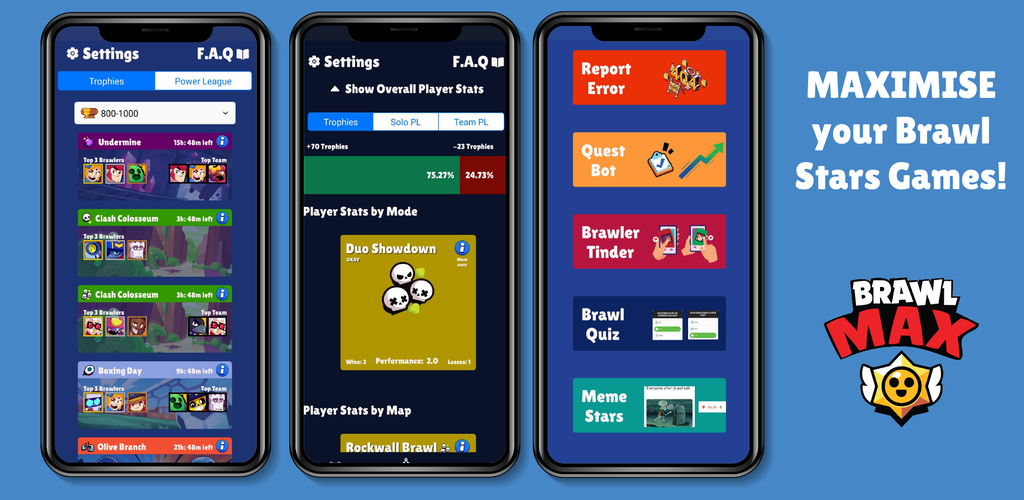 Settings
F.A.Q
Trophies
Power League
800-1000
Undermine
15h: 48m left
Top 3 Brawlers
Top Team
Clash Colosseum
3h: 48m left
Top 3 Brawlers
Clash Colosseum
3h: 48m left
Top 3 Brawlers
Top Team
Boxing Day
9h: 48m left
Top 3 Brawlers
Top Team
Olive Branch
21h: 48m left
Settings
F.A.Q
Show Overall Player Stats
Trophies
Solo PL
Team PL
+70 Trophies
-23 Trophies
75.27%
24.73%
Player Stats by Mode
Duo Showdown
OKAY
More
stats
Wins: 2
Performance: 2.0
Losses: 1
Player Stats by Map
Rockwall Brawl
Report
Error
Quest
Bot
Brawler
Tinder
Brawl
Quiz
Meme
Stars
Everyone after brawl talk
MAXIMISE
your Brawl
Stars Games!
BRAWL
MAX